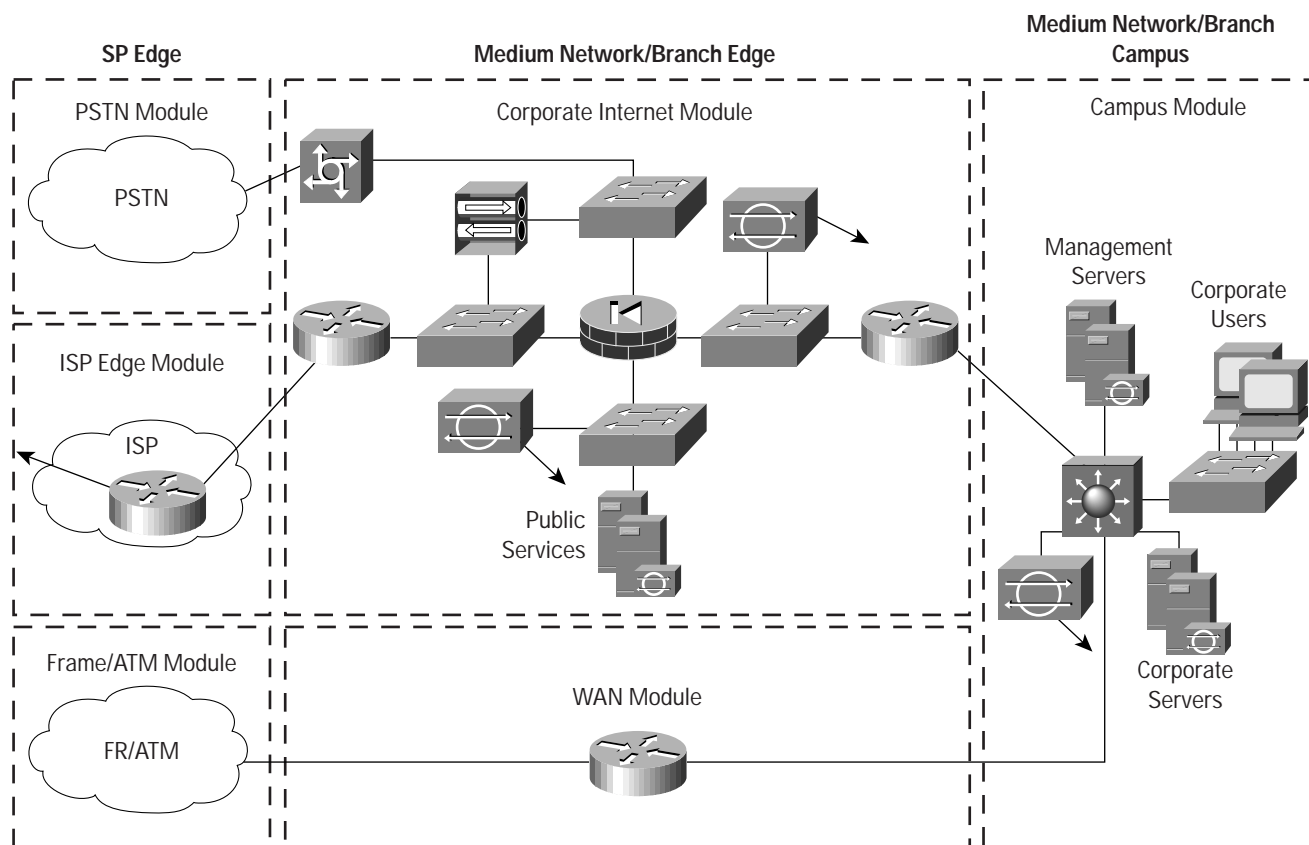 SP Edge
Medium Network/Branch Edge
Medium Network/Branch
Campus
PSTN Module
PSTN
ISP Edge Module
ISP
Frame/ATM Module
FR/ATM
Corporate Internet Module
Public
Services
WAN Module
Campus Module
Management
Servers
Corporate
Users
Corporate
Servers